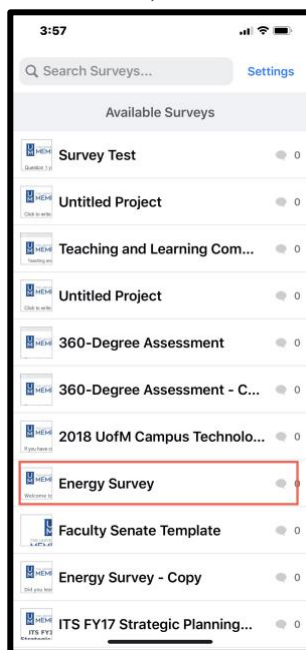 3:57
Search Surveys... Settings
Available Surveys
Survey Test 0
Untitled Project 0
Teaching and Learning Com... 0
Untitled Project 0
360-Degree Assessment 0
360-Degree Assessment - C... 0
2018 UofM Campus Technolo... 0
Energy Survey 0
Faculty Senate Template 0
Energy Survey - Copy 0
ITS FY17 Strategic Planning... 0